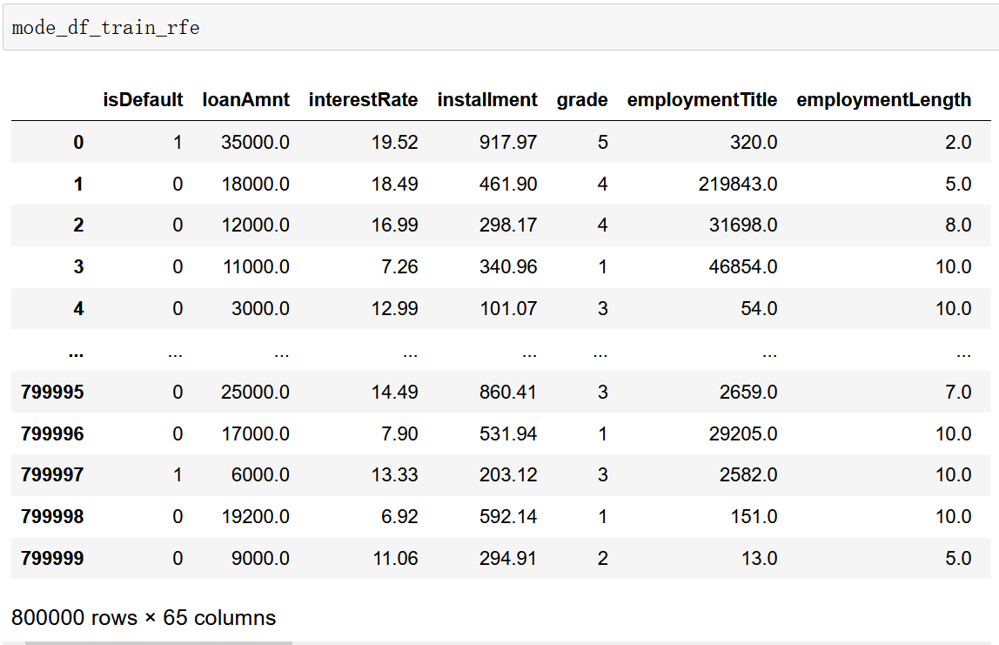 mode_df_train_rfe
isDefault loanAmnt interestRate installment grade employmentTitle employmentLength
0 1 35000.0 19.52 917.97 5 320.0 2.0
1 0 18000.0 18.49 461.90 4 219843.0 5.0
2 0 12000.0 16.99 298.17 4 31698.0 8.0
3 0 11000.0 7.26 340.96 1 46854.0 10.0
4 0 3000.0 12.99 101.07 3 54.0 10.0
... ... ... ... ... ... ... ...
799995 0 25000.0 14.49 860.41 3 2659.0 7.0
799996 0 17000.0 7.90 531.94 1 29205.0 10.0
799997 1 6000.0 13.33 203.12 3 2582.0 10.0
799998 0 19200.0 6.92 592.14 1 151.0 10.0
799999 0 9000.0 11.06 294.91 2 13.0 5.0
800000 rows × 65 columns